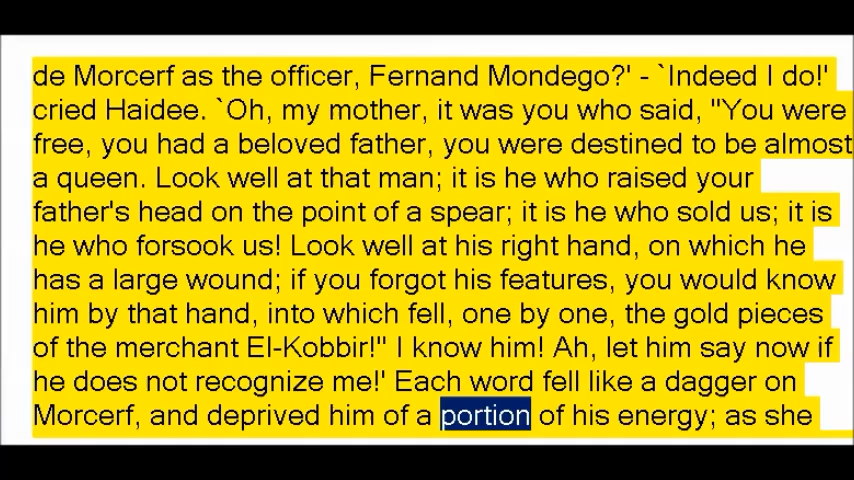 de Morcerf as the officer, Fernand Mondego?' - `Indeed I do!'
cried Haidee. `Oh, my mother, it was you who said, "You were
free, you had a beloved father, you were destined to be almost
a queen. Look well at that man; it is he who raised your
father's head on the point of a spear; it is he who sold us; it is
he who forsook us! Look well at his right hand, on which he
has a large wound; if you forgot his features, you would know
him by that hand, into which fell, one by one, the gold pieces
of the merchant El-Kobbir!" I know him! Ah, let him say now if
he does not recognize me!' Each word fell like a dagger on
Morcerf, and deprived him of a portion of his energy; as she